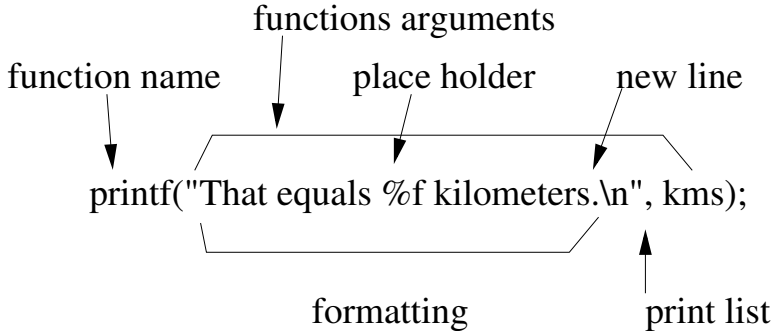 functions arguments
function name place holder new line
printf("That equals %f kilometers.\n", kms);
formatting print list